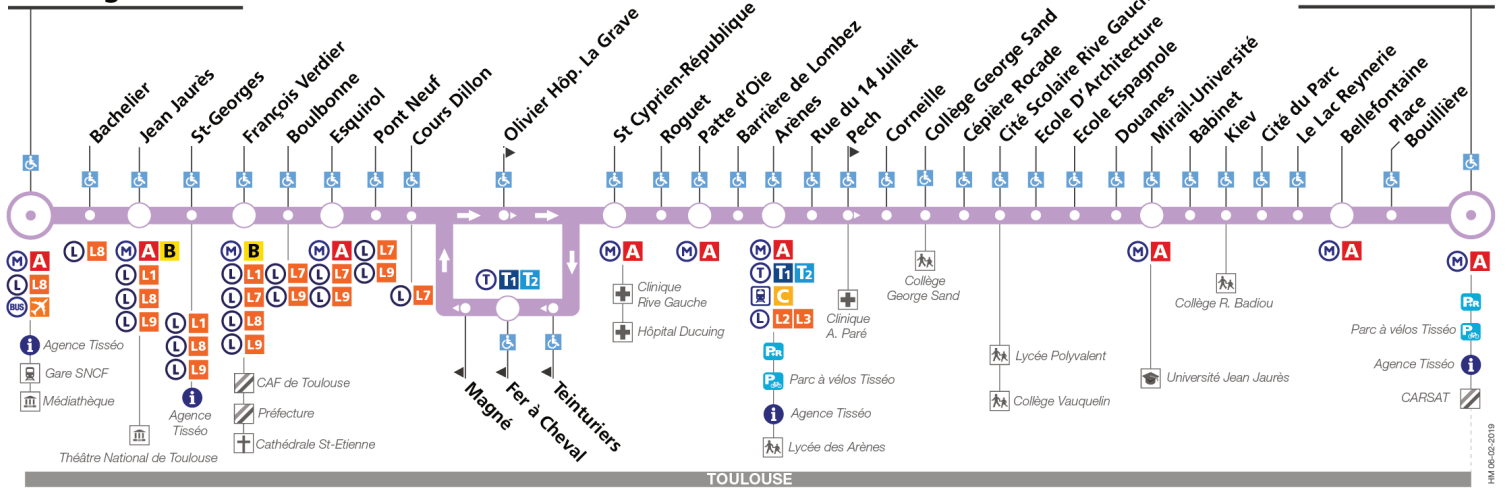 Bachelier
Jean Jaurès
St-Georges
François Verdier
Boulbonne
Esquirol
Pont Neuf
Cours Dillon
Olivier Hôp. La Grave
St Cyprien-République
Roguet
Patte d'Oie
Barrière de Lombez
Arènes
Rue du 14 Juillet
Pech
Corneille
Collège George Sand
Cépière Rocade
Cité Scolaire Rive Gauche
Ecole D'Architecture
Ecole Espagnole
Douanes
Mirail-Université
Babinet
Kiev
Cité du Parc
Le Lac Reynerie
Bellefontaine
Place
Bouillière
M A
L L8
BUS
Agence Tisséo
Gare SNCF
Médiathèque
L L8
M A B
L L1
L L8
L L9
Théâtre National de Toulouse
L L1
L L8
L L9
Agence
Tisséo
M B
L L1
L L7
L L8
L L9
CAF de Toulouse
Préfecture
Cathédrale St-Etienne
L L7
L L9
M A
L L7
L L9
L L7
L L9
L L7
T T1 T2
Magné
Fer à Cheval
Teinturiers
M A
Clinique
Rive Gauche
Hôpital Ducuing
M A
M A
T T1 T2
C
L L2 L3
P+R
P
Parc à vélos Tisséo
Agence Tisséo
Lycée des Arènes
Clinique
A. Paré
Collège
George Sand
Lycée Polyvalent
Collège Vauquelin
M A
Université Jean Jaurès
Collège R. Badiou
M A
M A
P+R
Parc à vélos Tisséo
P
Agence Tisséo
CARSAT
TOULOUSE
HM 06-02-2019